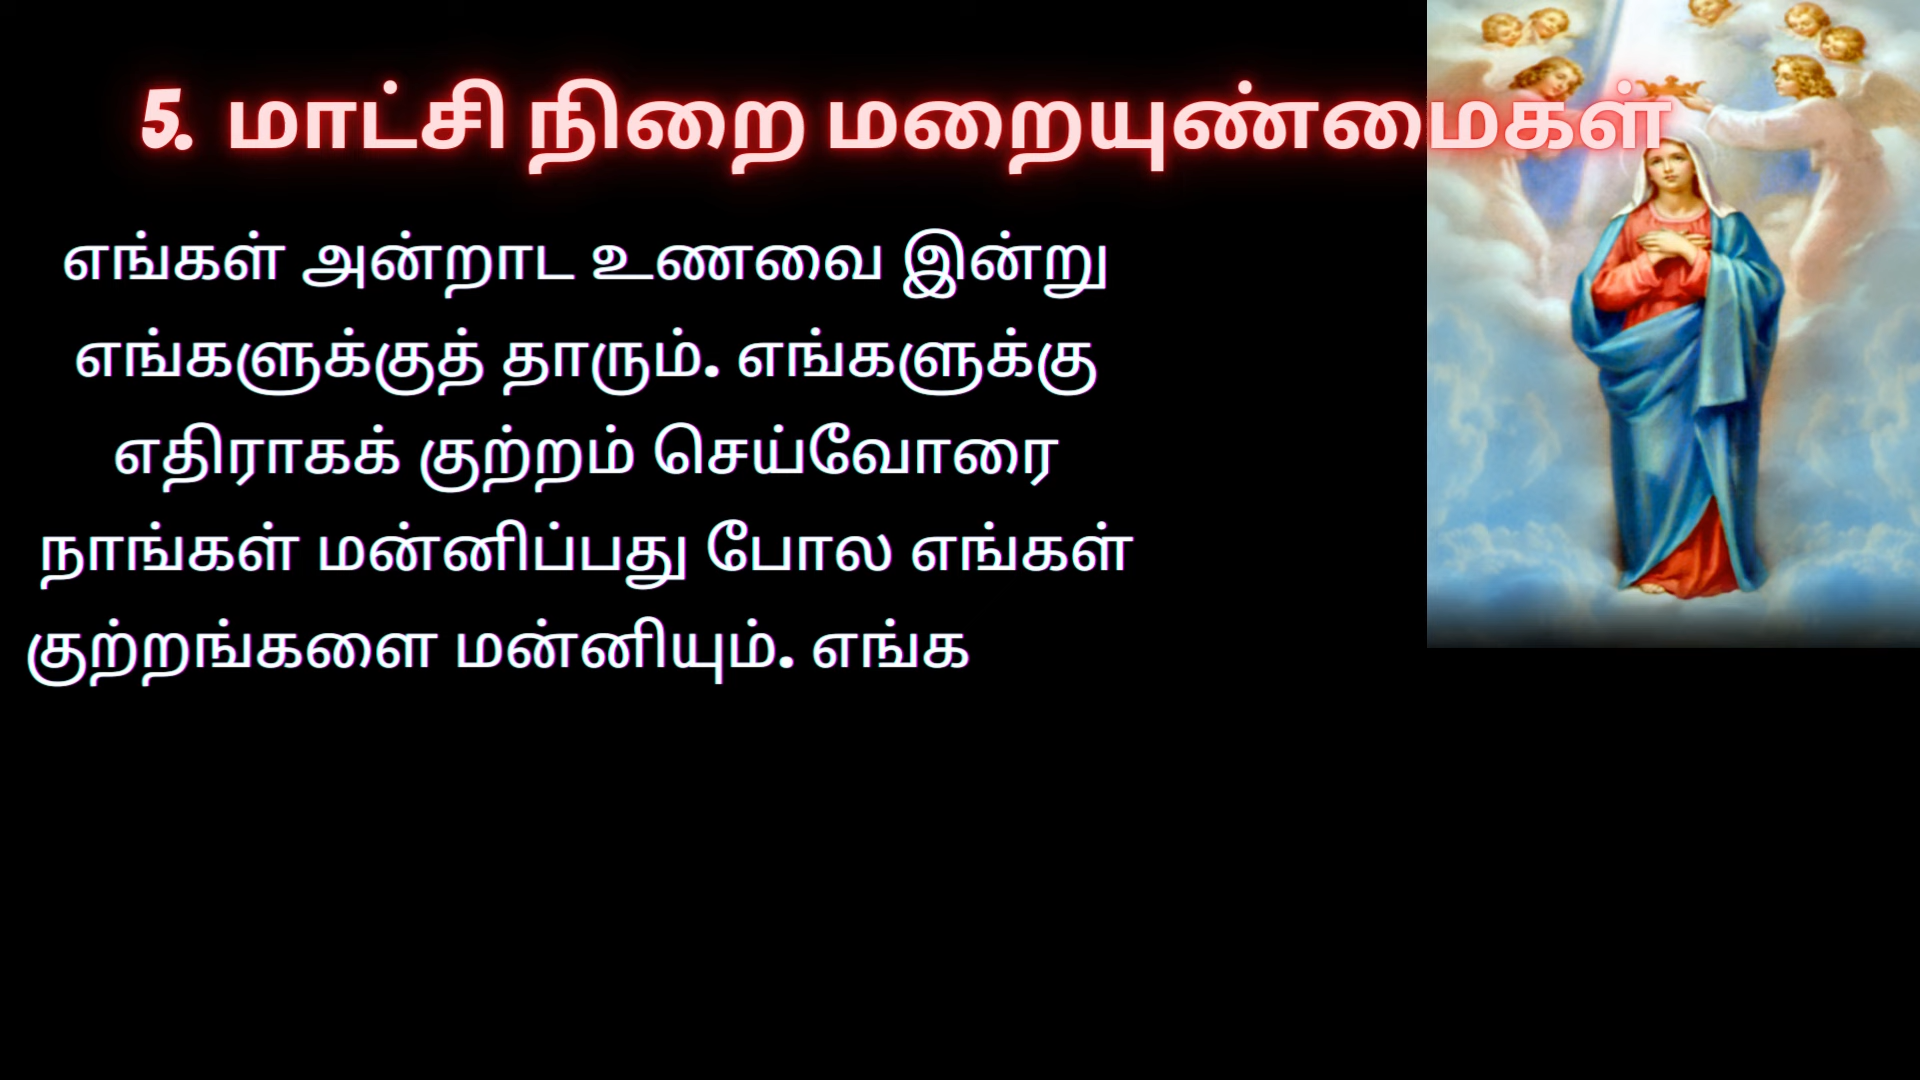 5. மாட்சி நிறை மறையுண்மைகள்
எங்கள் அன்றாட உணவை இன்று
எங்களுக்குத் தாரும். எங்களுக்கு
எதிராகக் குற்றம் செய்வோரை
நாங்கள் மன்னிப்பது போல எங்கள்
குற்றங்களை மன்னியும். எங்க